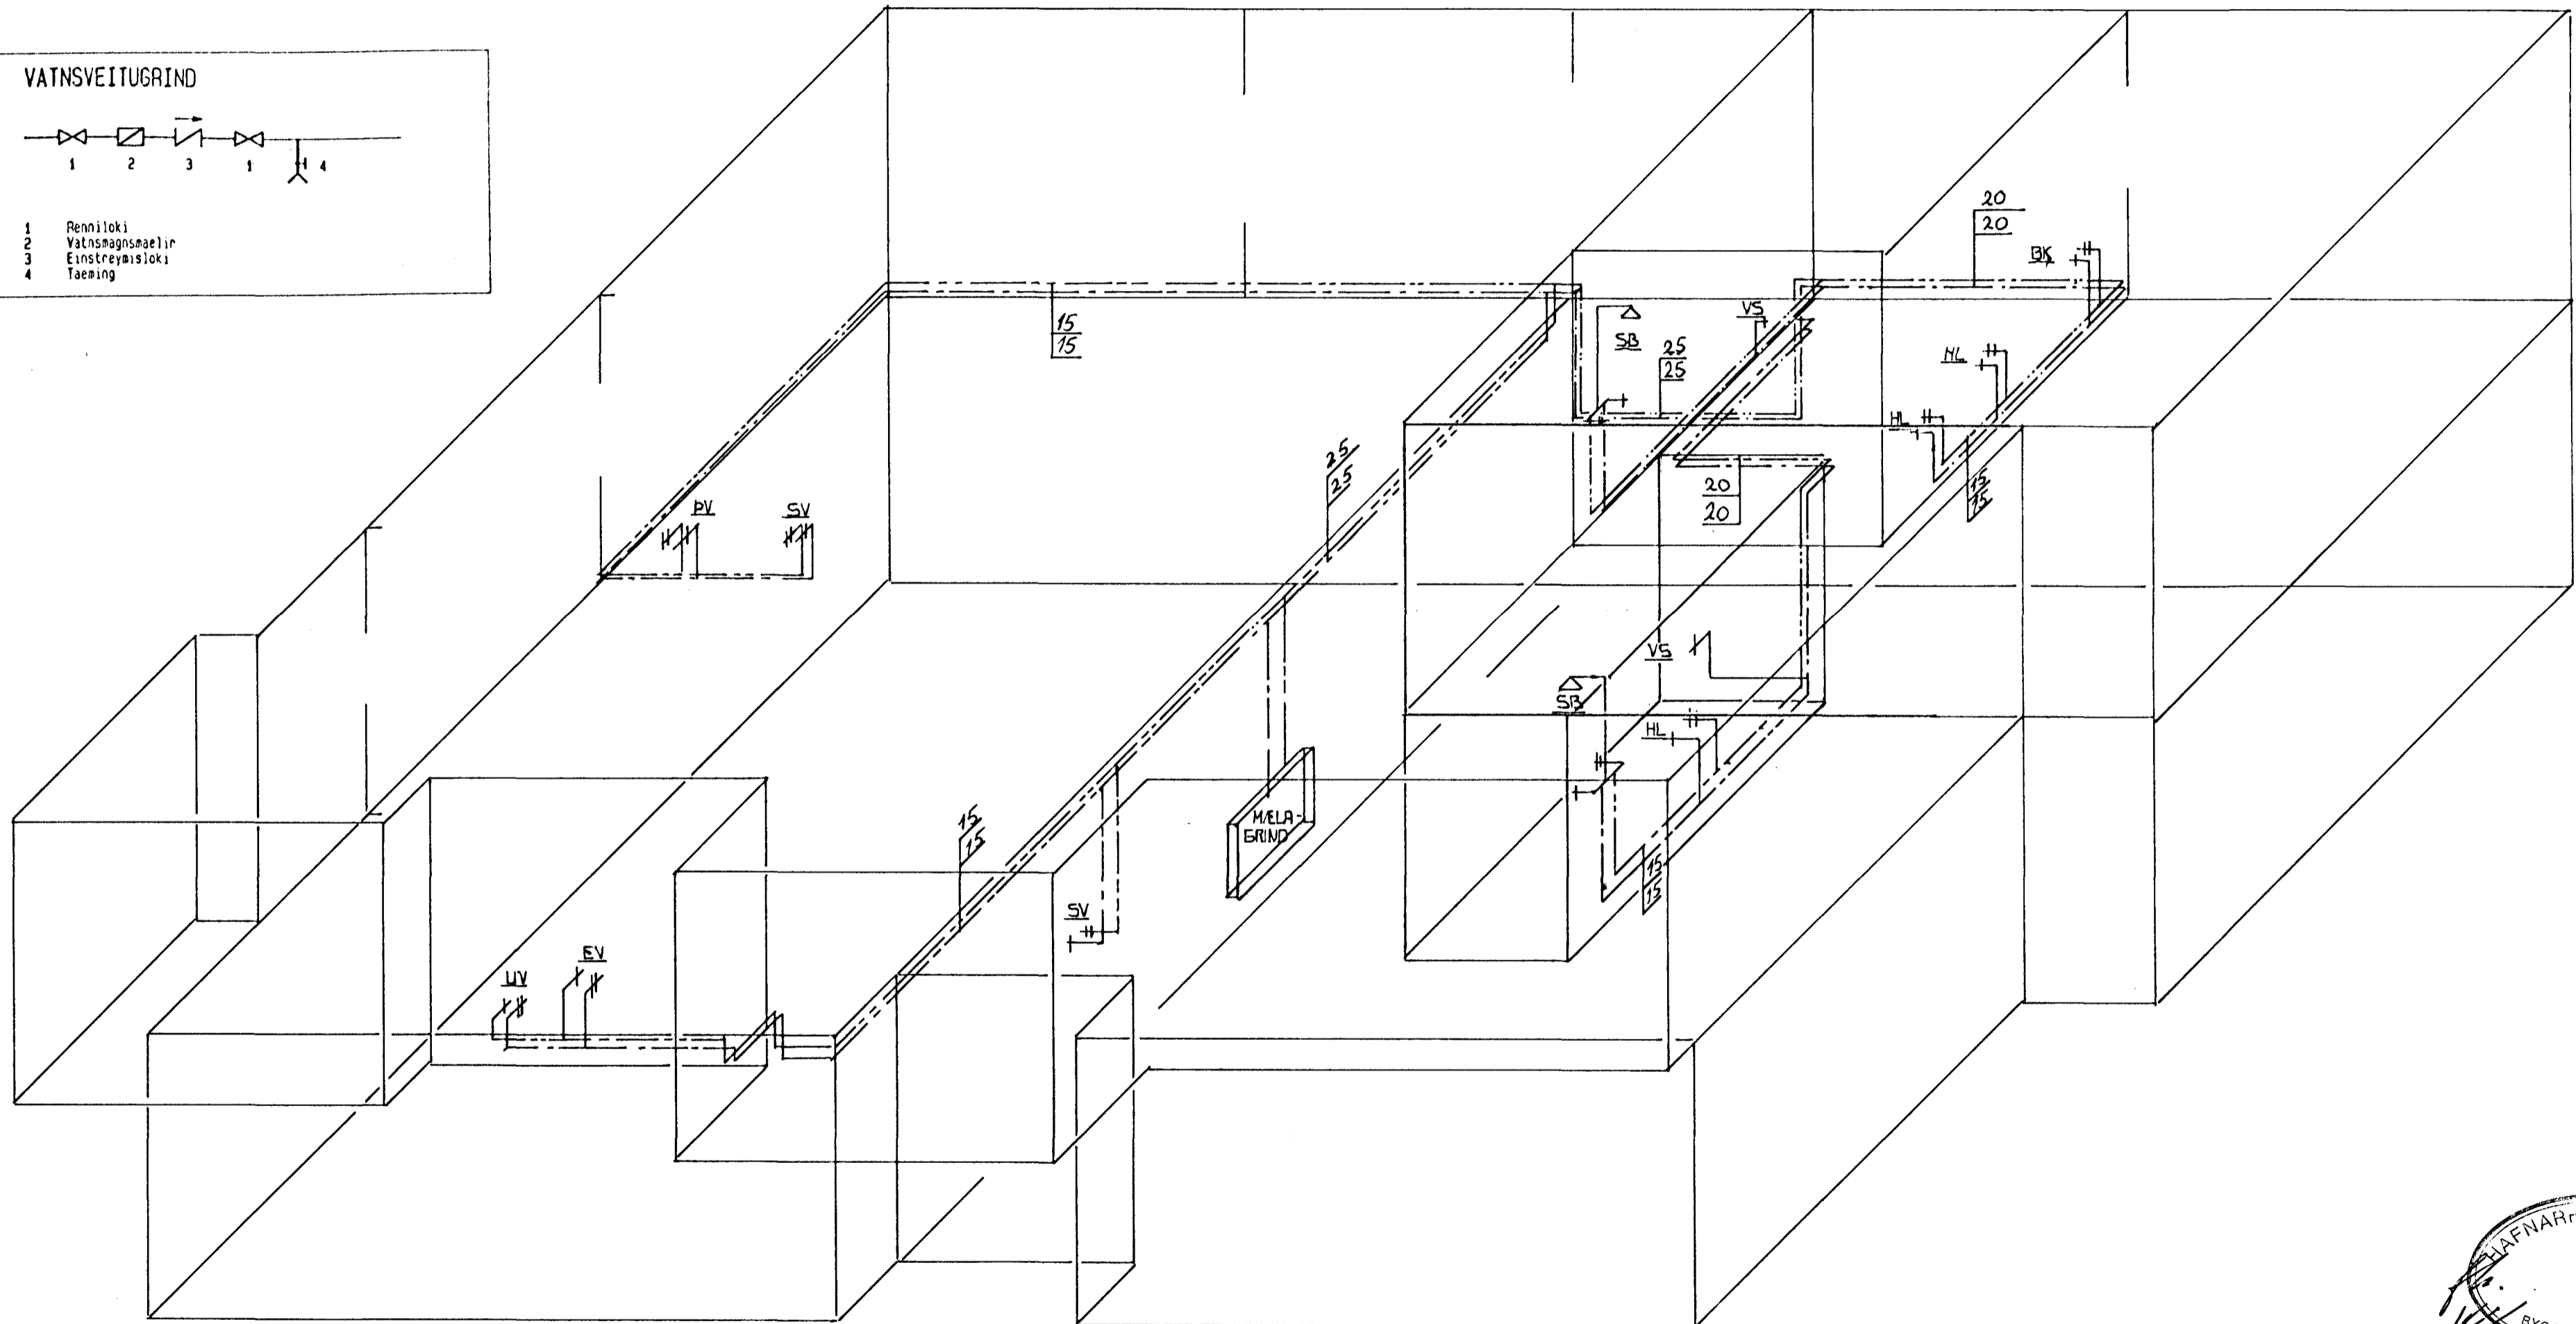 VATNSVEITUGRIND
1 2 3 1 4
1 Renniloki
2 Vatnsmagnsmaelir
3 Einstreymisloki
4 Taeming
20
20
BK
15
15
SB
VS
25
25
HL
HL
25
25
15
15
PV
SV
20
20
VS
SB
HL
MÆLA-
GRIND
15
15
15
15
SV
EV
UV
HAFNAR